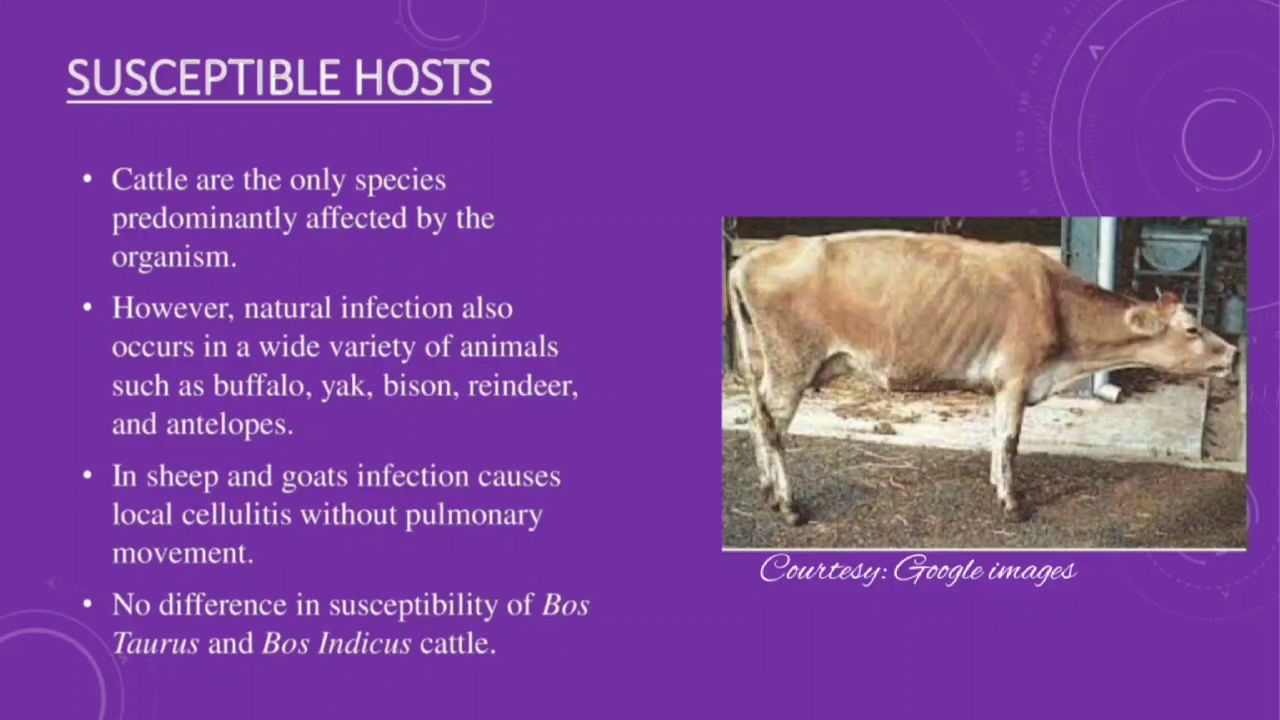 SUSCEPTIBLE HOSTS
• Cattle are the only species
predominantly affected by the
organism.
• However, natural infection also
occurs in a wide variety of animals
such as buffalo, yak, bison, reindeer,
and antelopes.
• In sheep and goats infection causes
local cellulitis without pulmonary
movement.
• No difference in susceptibility of Bos
Taurus and Bos Indicus cattle.
Courtesy: Google images